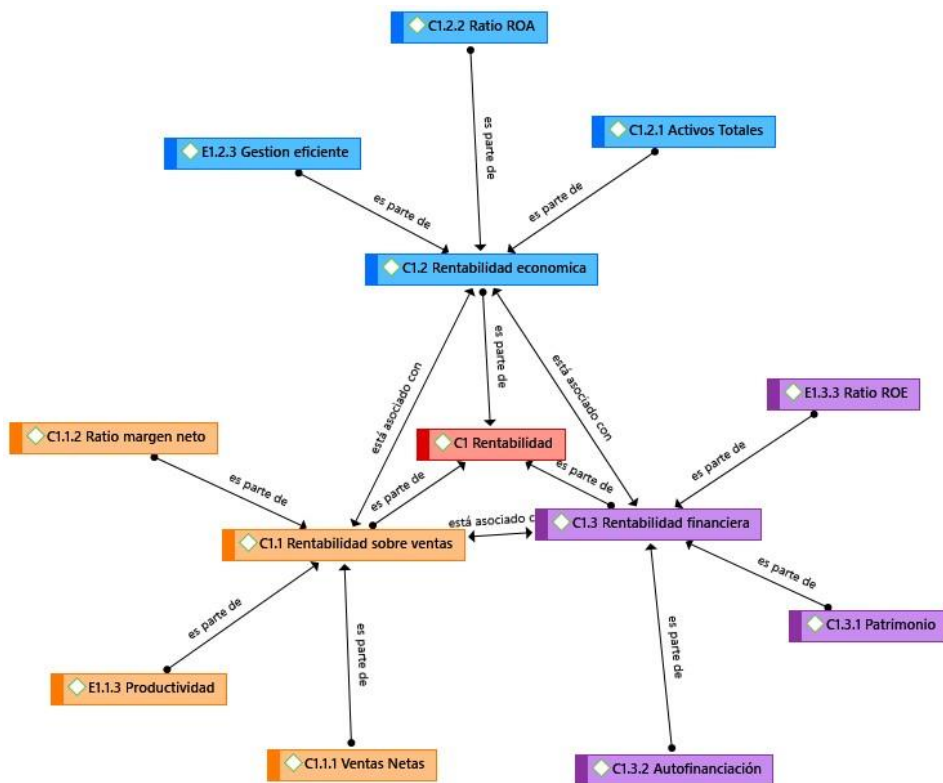 C1.2.2 Ratio ROA
es parte de
C1.2.1 Activos Totales
E1.2.3 Gestion eficiente
es parte de
es parte de
C1.2 Rentabilidad economica
es parte de
está asociado con
está asociado con
E1.3.3 Ratio ROE
C1.1.2 Ratio margen neto
C1 Rentabilidad
es parte de
es parte de
es parte de
es parte de
C1.3 Rentabilidad financiera
está asociado
C1.1 Rentabilidad sobre ventas
es parte de
es parte de
es parte de
es parte de
C1.3.1 Patrimonio
E1.1.3 Productividad
C1.1.1 Ventas Netas
C1.3.2 Autofinanciación